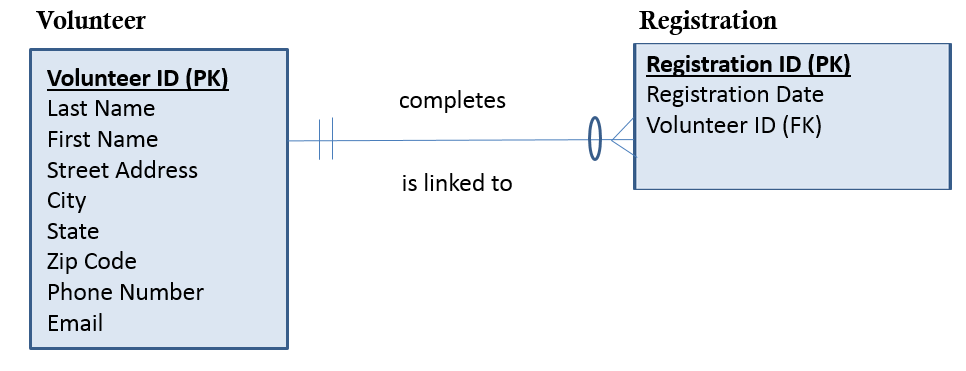 Volunteer
Volunteer ID (PK)
Last Name
First Name
Street Address
City
State
Zip Code
Phone Number
Email
completes
is linked to
Registration
Registration ID (PK)
Registration Date
Volunteer ID (FK)